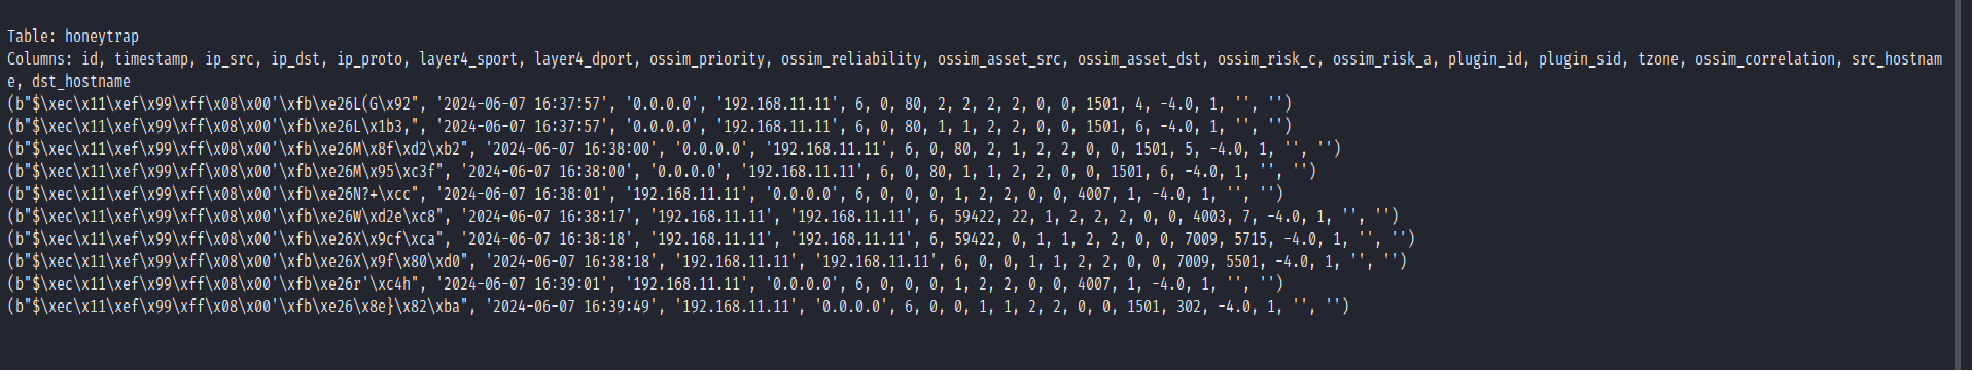 Table: honeytrap
Columns: id, timestamp, ip_src, ip_dst, ip_proto, layer4_sport, layer4_dport, ossim_priority, ossim_reliability, ossim_asset_src, ossim_asset_dst, ossim_risk_c, ossim_risk_a, plugin_id, plugin_sid, tzone, ossim_correlation, src_hostnam
e, dst_hostname
(b"$\xec\x11\xef\x99\xff\x08\x00'\xfb\xe26L(G\x92", '2024-06-07 16:37:57', '0.0.0.0', '192.168.11.11', 6, 0, 80, 2, 2, 2, 2, 0, 0, 1501, 4, -4.0, 1, '', '')
(b"$\xec\x11\xef\x99\xff\x08\x00'\xfb\xe26L\x1b3,", '2024-06-07 16:37:57', '0.0.0.0', '192.168.11.11', 6, 0, 80, 1, 1, 2, 2, 0, 0, 1501, 6, -4.0, 1, '', '')
(b"$\xec\x11\xef\x99\xff\x08\x00'\xfb\xe26M\x8f\xd2\xb2", '2024-06-07 16:38:00', '0.0.0.0', '192.168.11.11', 6, 0, 80, 2, 1, 2, 2, 0, 0, 1501, 5, -4.0, 1, '', '')
(b"$\xec\x11\xef\x99\xff\x08\x00'\xfb\xe26M\x95\xc3f", '2024-06-07 16:38:00', '0.0.0.0', '192.168.11.11', 6, 0, 80, 1, 1, 2, 2, 0, 0, 1501, 6, -4.0, 1, '', '')
(b"$\xec\x11\xef\x99\xff\x08\x00'\xfb\xe26N?+\xcc", '2024-06-07 16:38:01', '192.168.11.11', '0.0.0.0', 6, 0, 0, 0, 1, 2, 2, 0, 0, 4007, 1, -4.0, 1, '', '')
(b"$\xec\x11\xef\x99\xff\x08\x00'\xfb\xe26W\xd2e\xc8", '2024-06-07 16:38:17', '192.168.11.11', '192.168.11.11', 6, 59422, 22, 1, 2, 2, 2, 0, 0, 4003, 7, -4.0, 1, '', '')
(b"$\xec\x11\xef\x99\xff\x08\x00'\xfb\xe26X\x9cf\xca", '2024-06-07 16:38:18', '192.168.11.11', '192.168.11.11', 6, 59422, 0, 1, 1, 2, 2, 0, 0, 7009, 5715, -4.0, 1, '', '')
(b"$\xec\x11\xef\x99\xff\x08\x00'\xfb\xe26X\x9f\x80\xd0", '2024-06-07 16:38:18', '192.168.11.11', '192.168.11.11', 6, 0, 0, 1, 1, 2, 2, 0, 0, 7009, 5501, -4.0, 1, '', '')
(b"$\xec\x11\xef\x99\xff\x08\x00'\xfb\xe26r'\xc4h", '2024-06-07 16:39:01', '192.168.11.11', '0.0.0.0', 6, 0, 0, 0, 1, 2, 2, 0, 0, 4007, 1, -4.0, 1, '', '')
(b"$\xec\x11\xef\x99\xff\x08\x00'\xfb\xe26\x8e}\x82\xba", '2024-06-07 16:39:49', '192.168.11.11', '0.0.0.0', 6, 0, 0, 1, 1, 2, 2, 0, 0, 1501, 302, -4.0, 1, '', '')